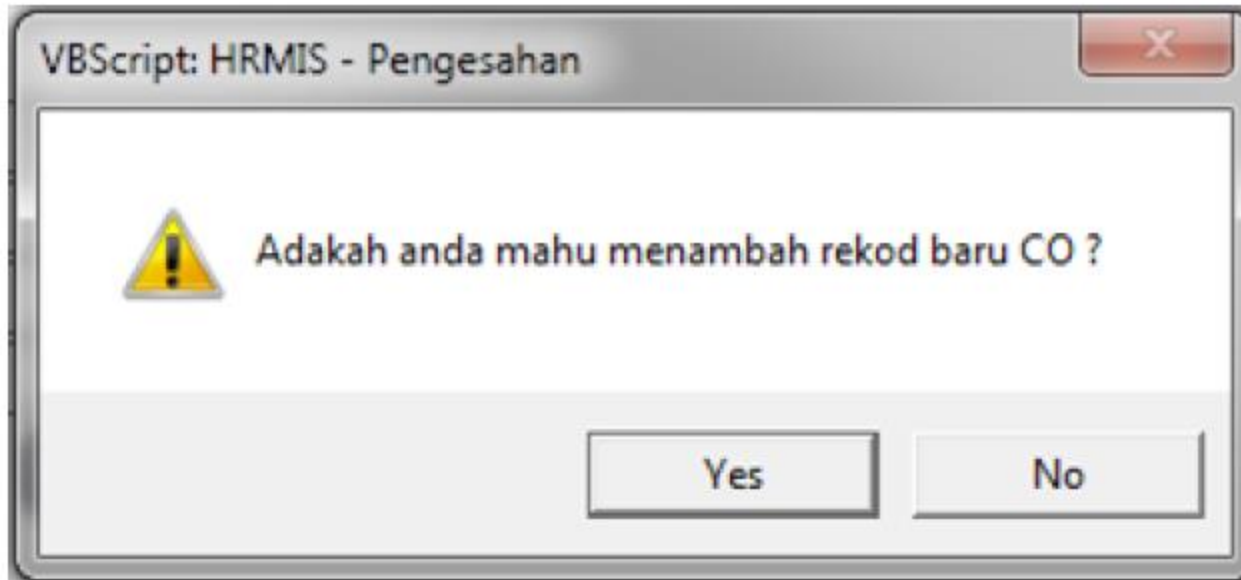 VBScript: HRMIS - Pengesahan
Adakah anda mahu menambah rekod baru CO ?
Yes No